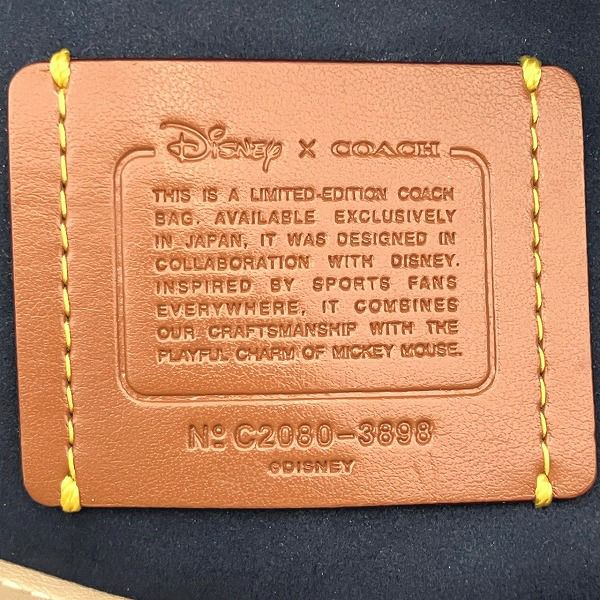 Disney X COACH
THIS IS A LIMITED-EDITION COACH
BAG. AVAILABLE EXCLUSIVELY
IN JAPAN, IT WAS DESIGNED IN
COLLABORATION WITH DISNEY.
INSPIRED BY SPORTS FANS
EVERYWHERE, IT COMBINES
OUR CRAFTSMANSHIP WITH THE
PLAYFUL CHARM OF MICKEY MOUSE.
Nº C2080-3898
©DISNEY